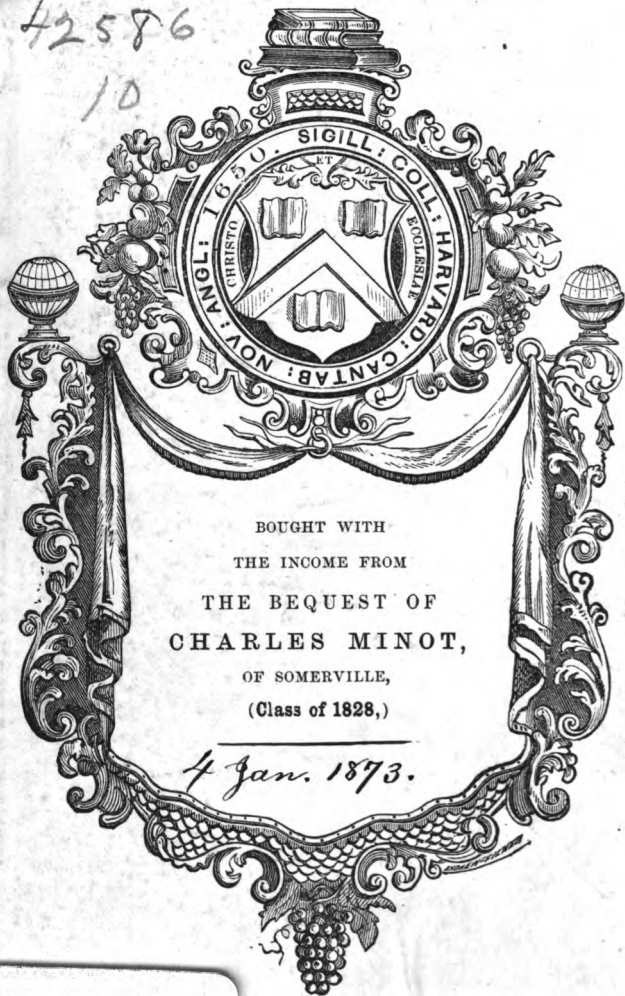 42586
10
SIGILL: COLL: HARVARD: CANTAB: NOV: ANGL: 1650.
CHRISTO
ET
ECCLESIAE
BOUGHT WITH
THE INCOME FROM
THE BEQUEST OF
CHARLES MINOT,
OF SOMERVILLE,
(Class of 1828,)
4 Jan. 1873.